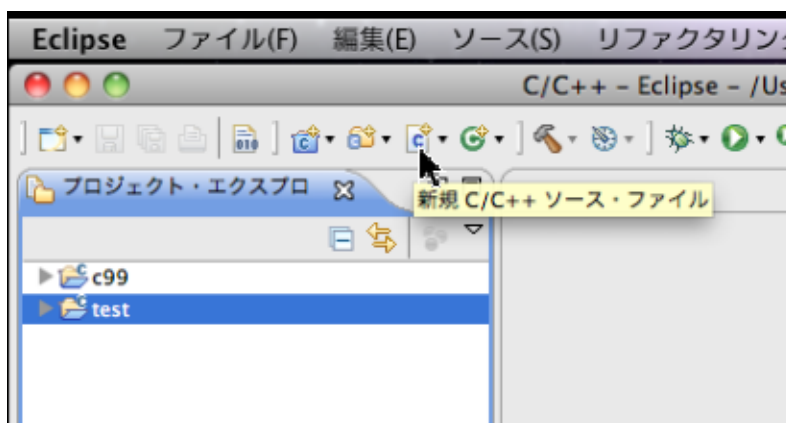 Eclipse ファイル(F) 編集(E) ソース(S) リファクタリン
C/C++ – Eclipse – /Us
プロジェクト・エクスプロ
新規 C/C++ ソース・ファイル
c99
test